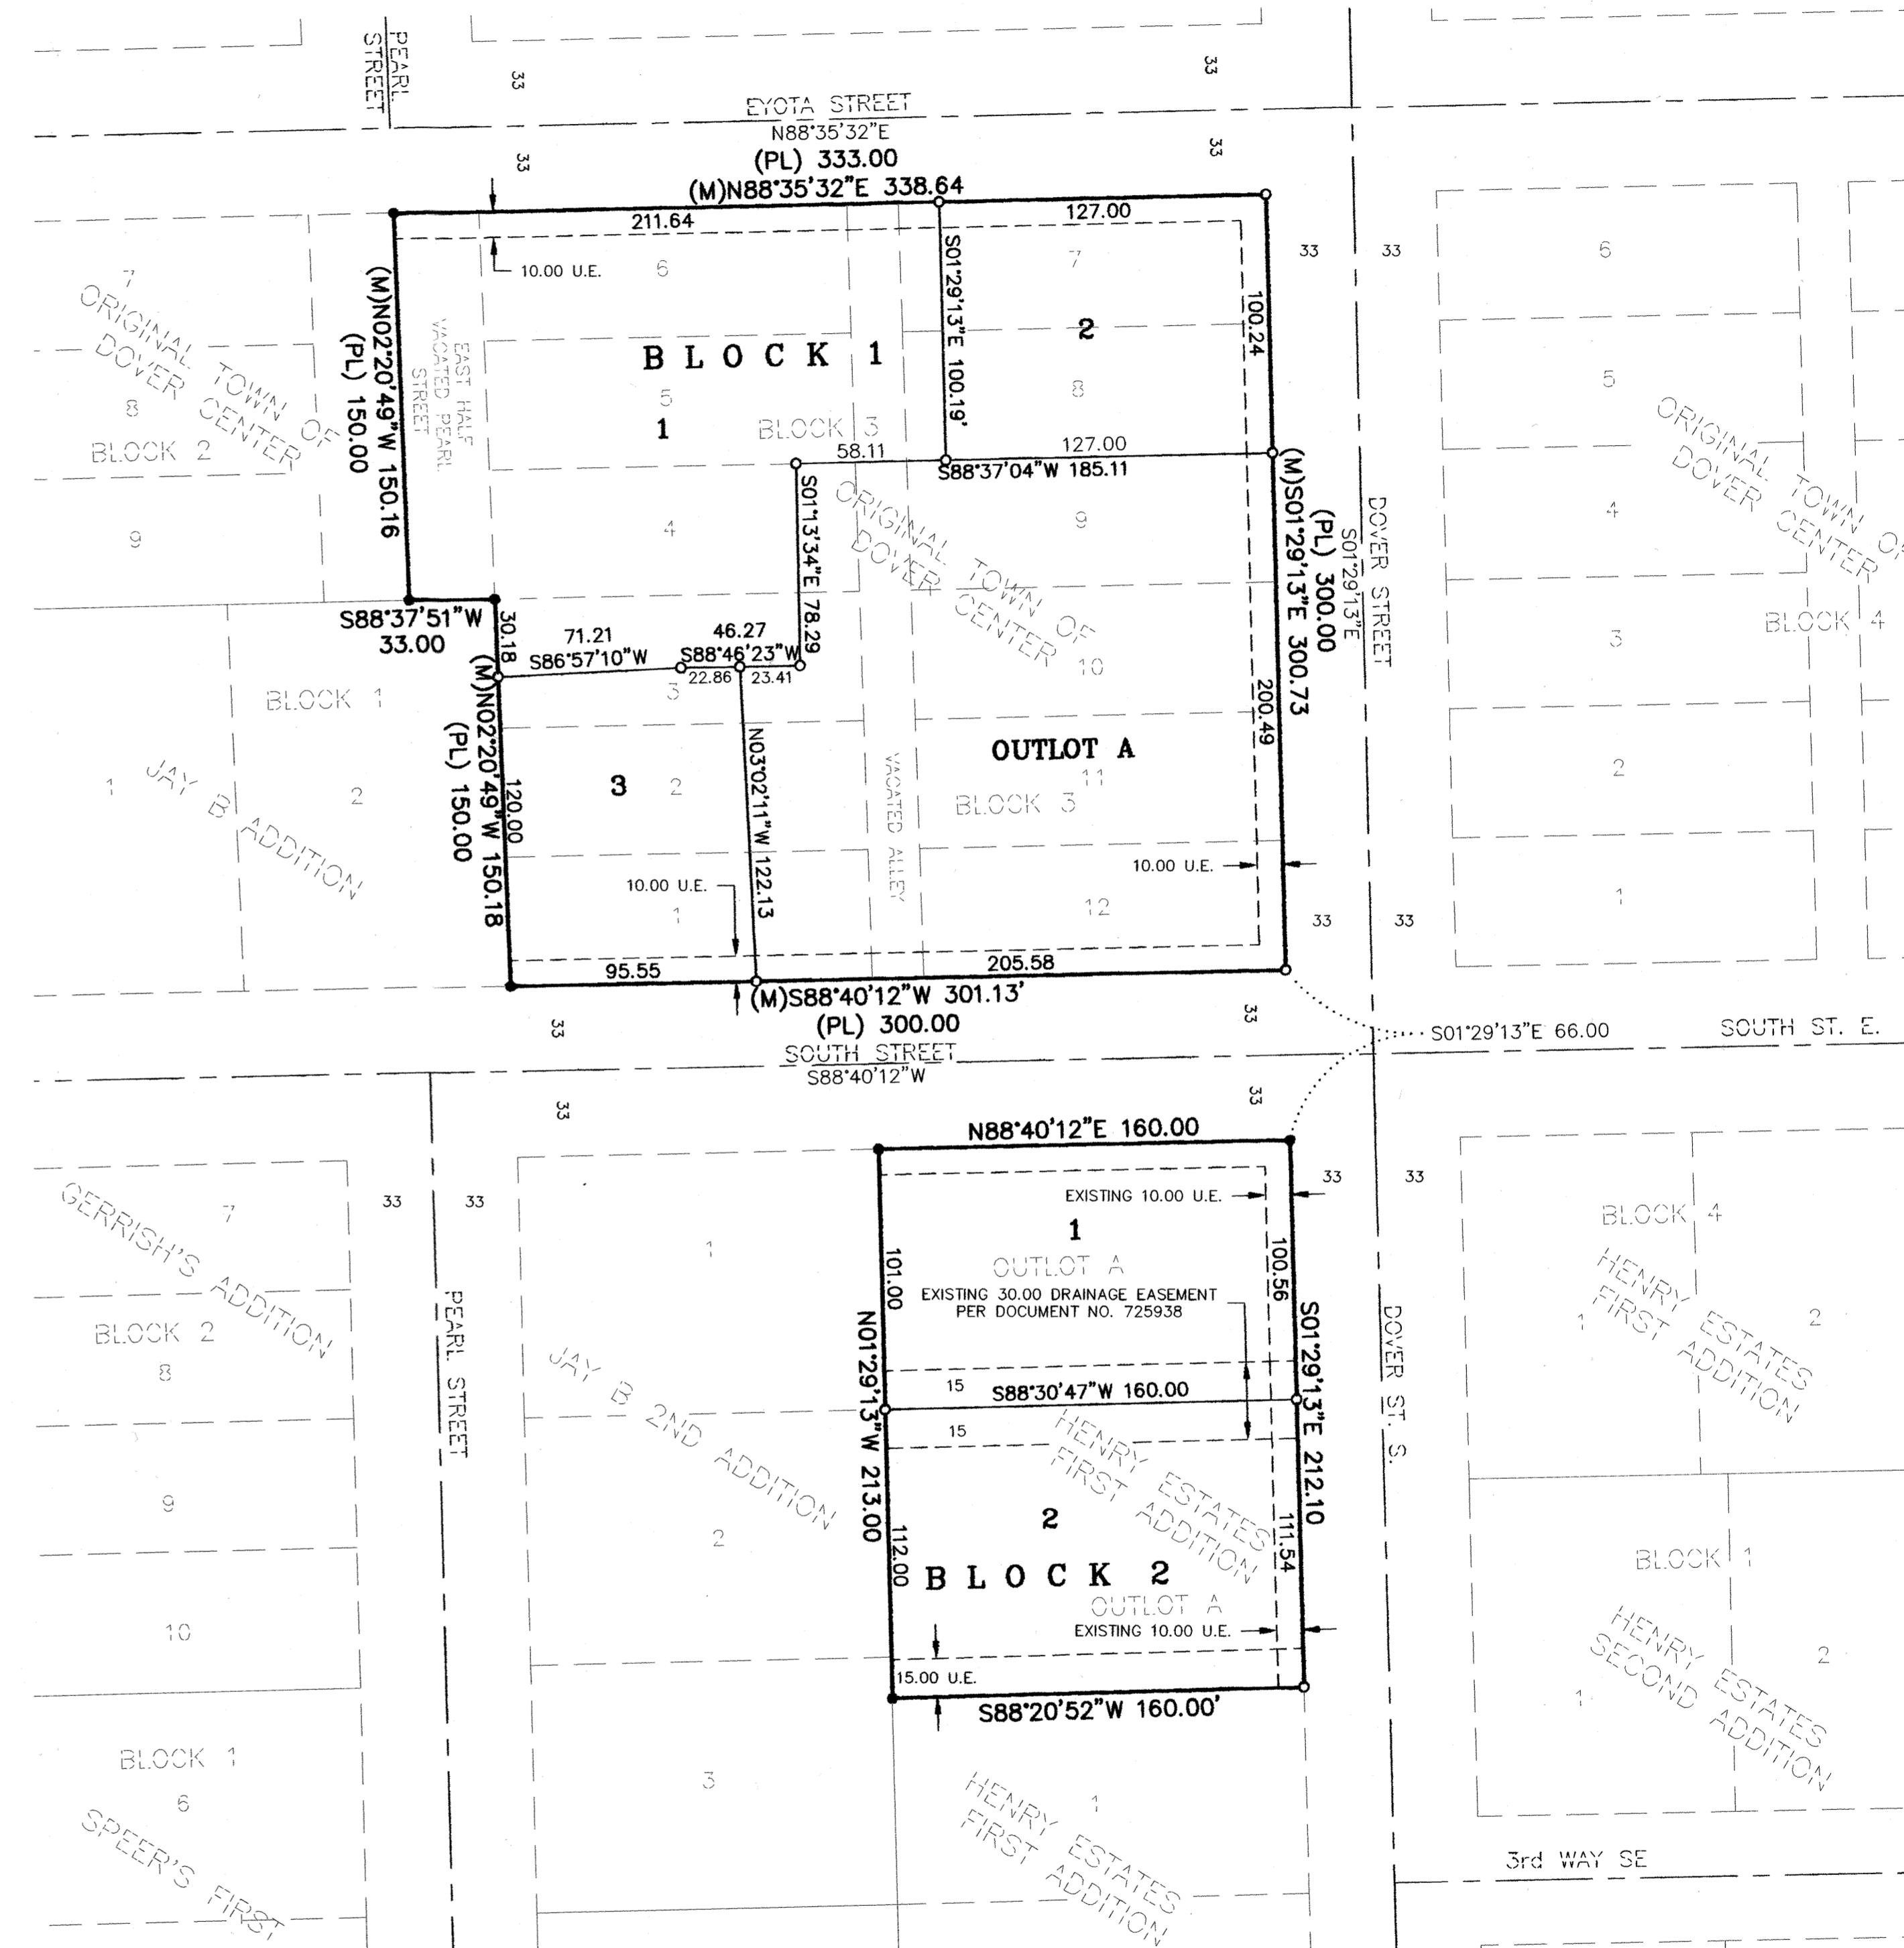 PEARL
STREET
33
33
EYOTA STREET
N88°35'32"E
33
33
(PL) 333.00
(M)N88°35'32"E 338.64
211.64
127.00
10.00 U.E.
6
7
33
33
6
7
ORIGINAL TOWN OF
DOVER CENTER
8
BLOCK 2
9
(M)N02°20'49"W 150.16
(PL) 150.00
EAST HALF
VACATED PEARL
STREET
BLOCK 1
5
1
BLOCK 3
S01°29'13"E 100.19'
2
8
100.24
58.11
127.00
S88°37'04"W 185.11
5
ORIGINAL TOWN OF
DOVER CENTER
4
3
BLOCK 4
2
1
4
S01°13'34"E 78.29
ORIGINAL TOWN OF
DOVER CENTER
9
10
(M)S01°29'13"E 300.73
(PL) 300.00
S01°29'13"E
DOVER STREET
S88°37'51"W
33.00
30.18
71.21
S86°57'10"W
46.27
S88°46'23"W
22.86
23.41
3
200.49
BLOCK 1
1
JAY B ADDITION
2
(M)N02°20'49"W 150.18
(PL) 150.00
120.00
3
2
N03°02'11"W 122.13
VACATED ALLEY
OUTLOT A
11
BLOCK 3
10.00 U.E.
10.00 U.E.
1
12
33
33
95.55
205.58
(M)S88°40'12"W 301.13'
(PL) 300.00
33
33
SOUTH STREET
S88°40'12"W
S01°29'13"E 66.00
SOUTH ST. E.
33
33
N88°40'12"E 160.00
33
33
33
33
7
GERRISH'S ADDITION
BLOCK 2
8
9
10
PEARL STREET
1
JAY B 2ND ADDITION
2
3
EXISTING 10.00 U.E.
1
OUTLOT A
EXISTING 30.00 DRAINAGE EASEMENT
PER DOCUMENT NO. 725938
101.00
100.56
N01°29'13"W 213.00
S01°29'13"E 212.10
15
S88°30'47"W 160.00
15
HENRY ESTATES
FIRST ADDITION
2
112.00
111.54
BLOCK 2
OUTLOT A
EXISTING 10.00 U.E.
15.00 U.E.
S88°20'52"W 160.00'
DOVER ST. S.
BLOCK 4
HENRY ESTATES
FIRST ADDITION
1
2
BLOCK 1
HENRY ESTATES
SECOND ADDITION
1
2
BLOCK 1
6
SPEER'S FIRST
HENRY ESTATES
FIRST ADDITION
1
3rd WAY SE